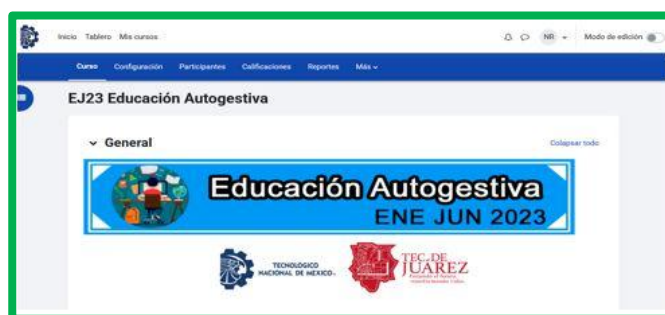 Inicio Tablero Mis cursos NR Modo de edición
Curso Configuración Participantes Calificaciones Reportes Más
EJ23 Educación Autogestiva
General Colapsar todo
Educación Autogestiva
ENE JUN 2023
TECNOLÓGICO
NACIONAL DE MÉXICO
TEC. DE
JUÁREZ